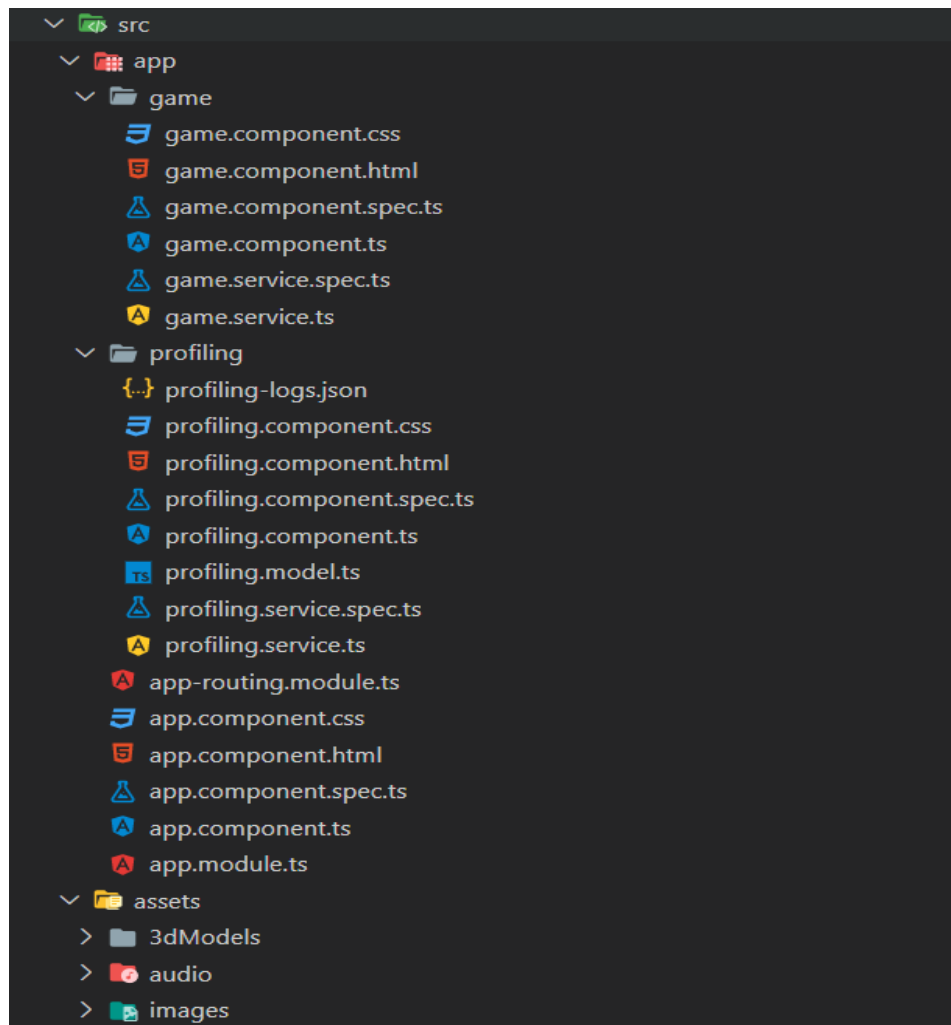 src
app
game
game.component.css
game.component.html
game.component.spec.ts
game.component.ts
game.service.spec.ts
game.service.ts
profiling
{...} profiling-logs.json
profiling.component.css
profiling.component.html
profiling.component.spec.ts
profiling.component.ts
TS profiling.model.ts
profiling.service.spec.ts
profiling.service.ts
app-routing.module.ts
app.component.css
app.component.html
app.component.spec.ts
app.component.ts
app.module.ts
assets
3dModels
audio
images